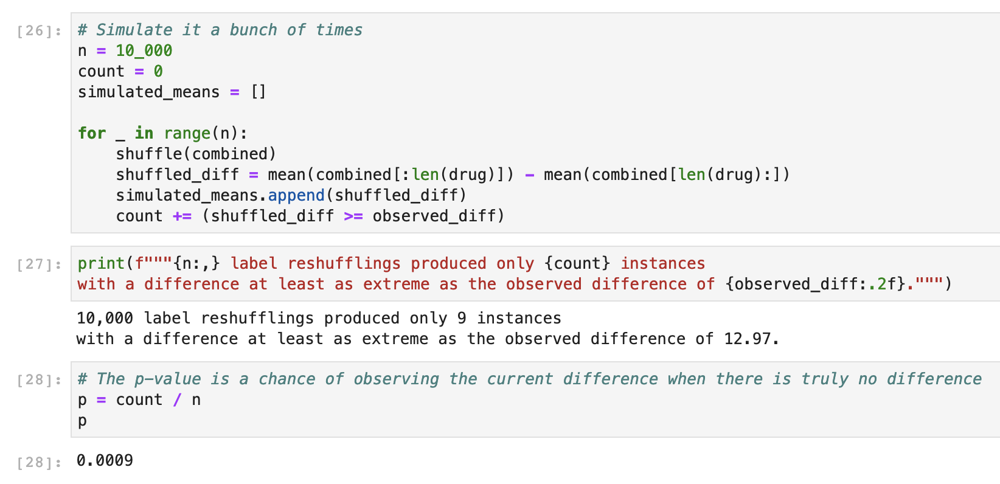 [26]: # Simulate it a bunch of times
n = 10_000
count = 0
simulated_means = []
for _ in range(n):
    shuffle(combined)
    shuffled_diff = mean(combined[:len(drug)]) - mean(combined[len(drug):])
    simulated_means.append(shuffled_diff)
    count += (shuffled_diff >= observed_diff)
[27]: print(f"""{n:,} label reshufflings produced only {count} instances
with a difference at least as extreme as the observed difference of {observed_diff:.2f}.""")
10,000 label reshufflings produced only 9 instances
with a difference at least as extreme as the observed difference of 12.97.
[28]: # The p-value is a chance of observing the current difference when there is truly no difference
p = count / n
p
[28]: 0.0009